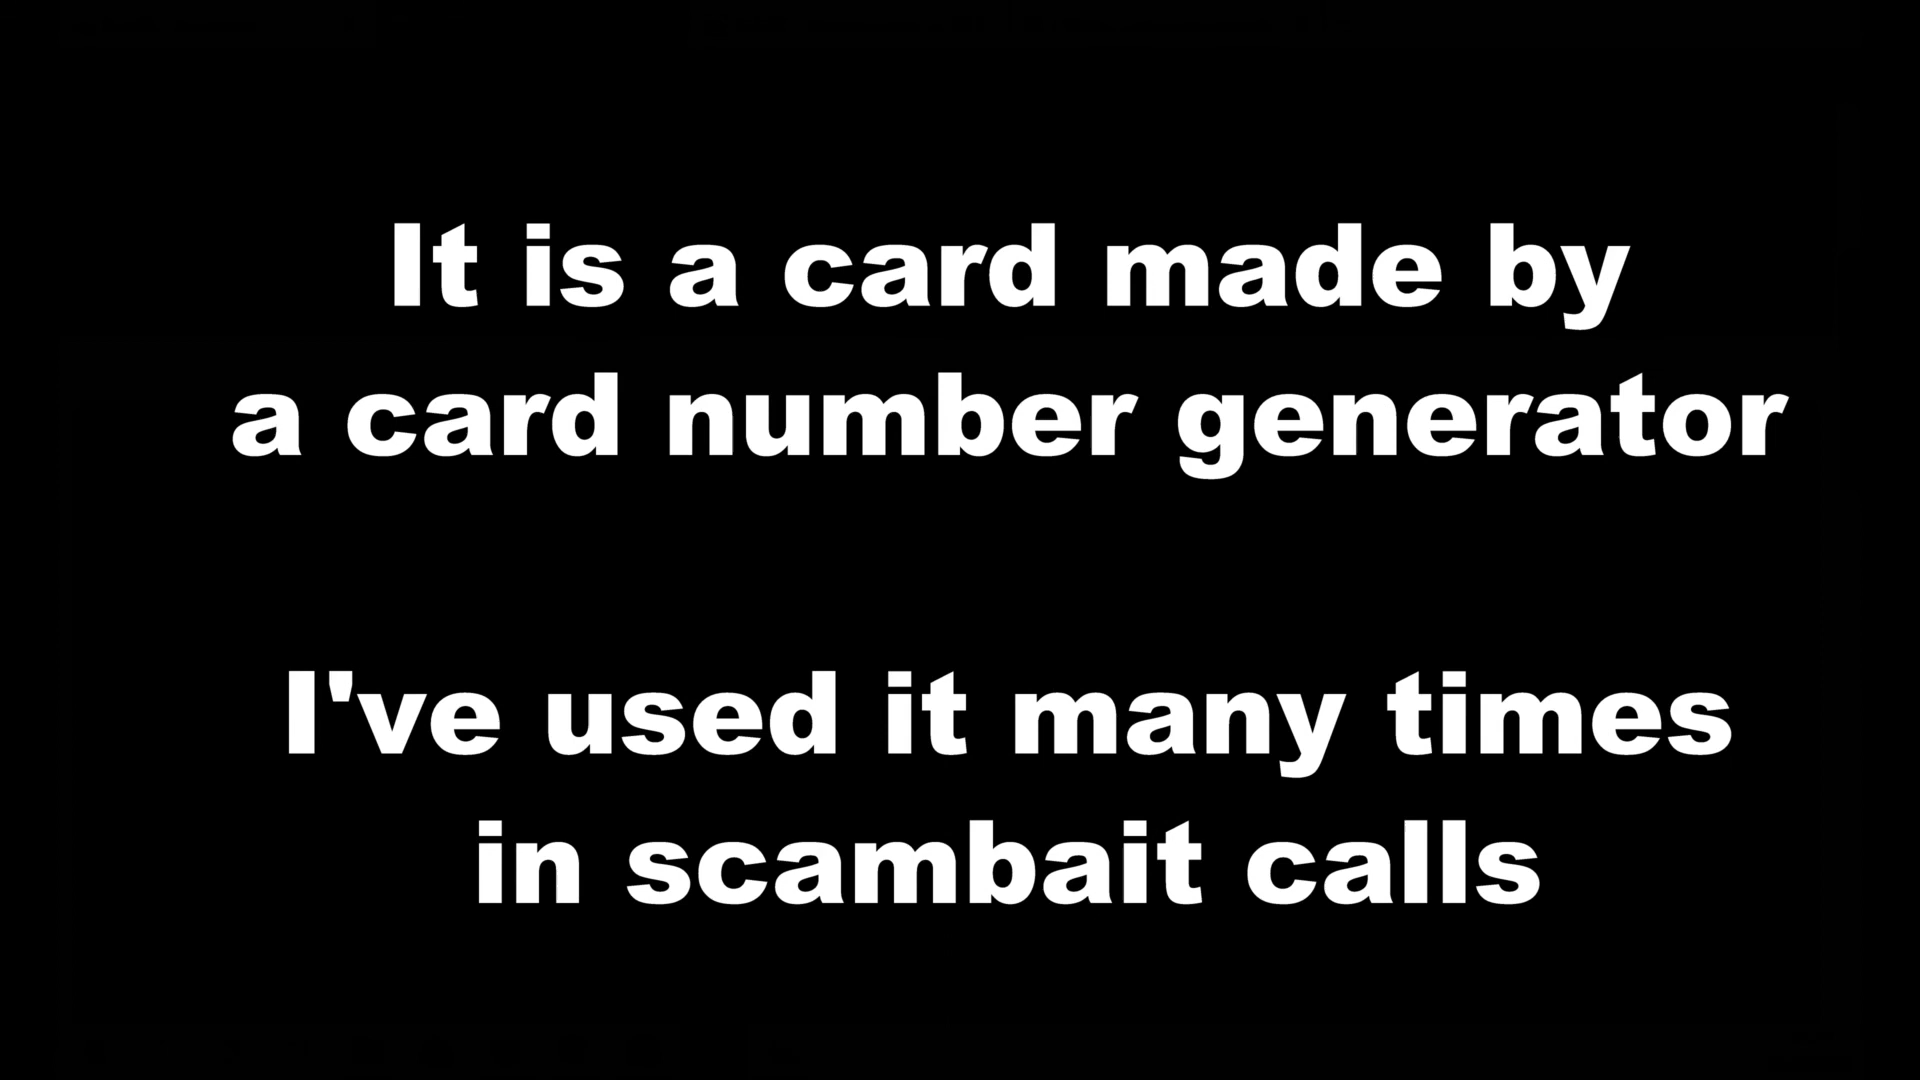 It is a card made by
a card number generator
I've used it many times
in scambait calls